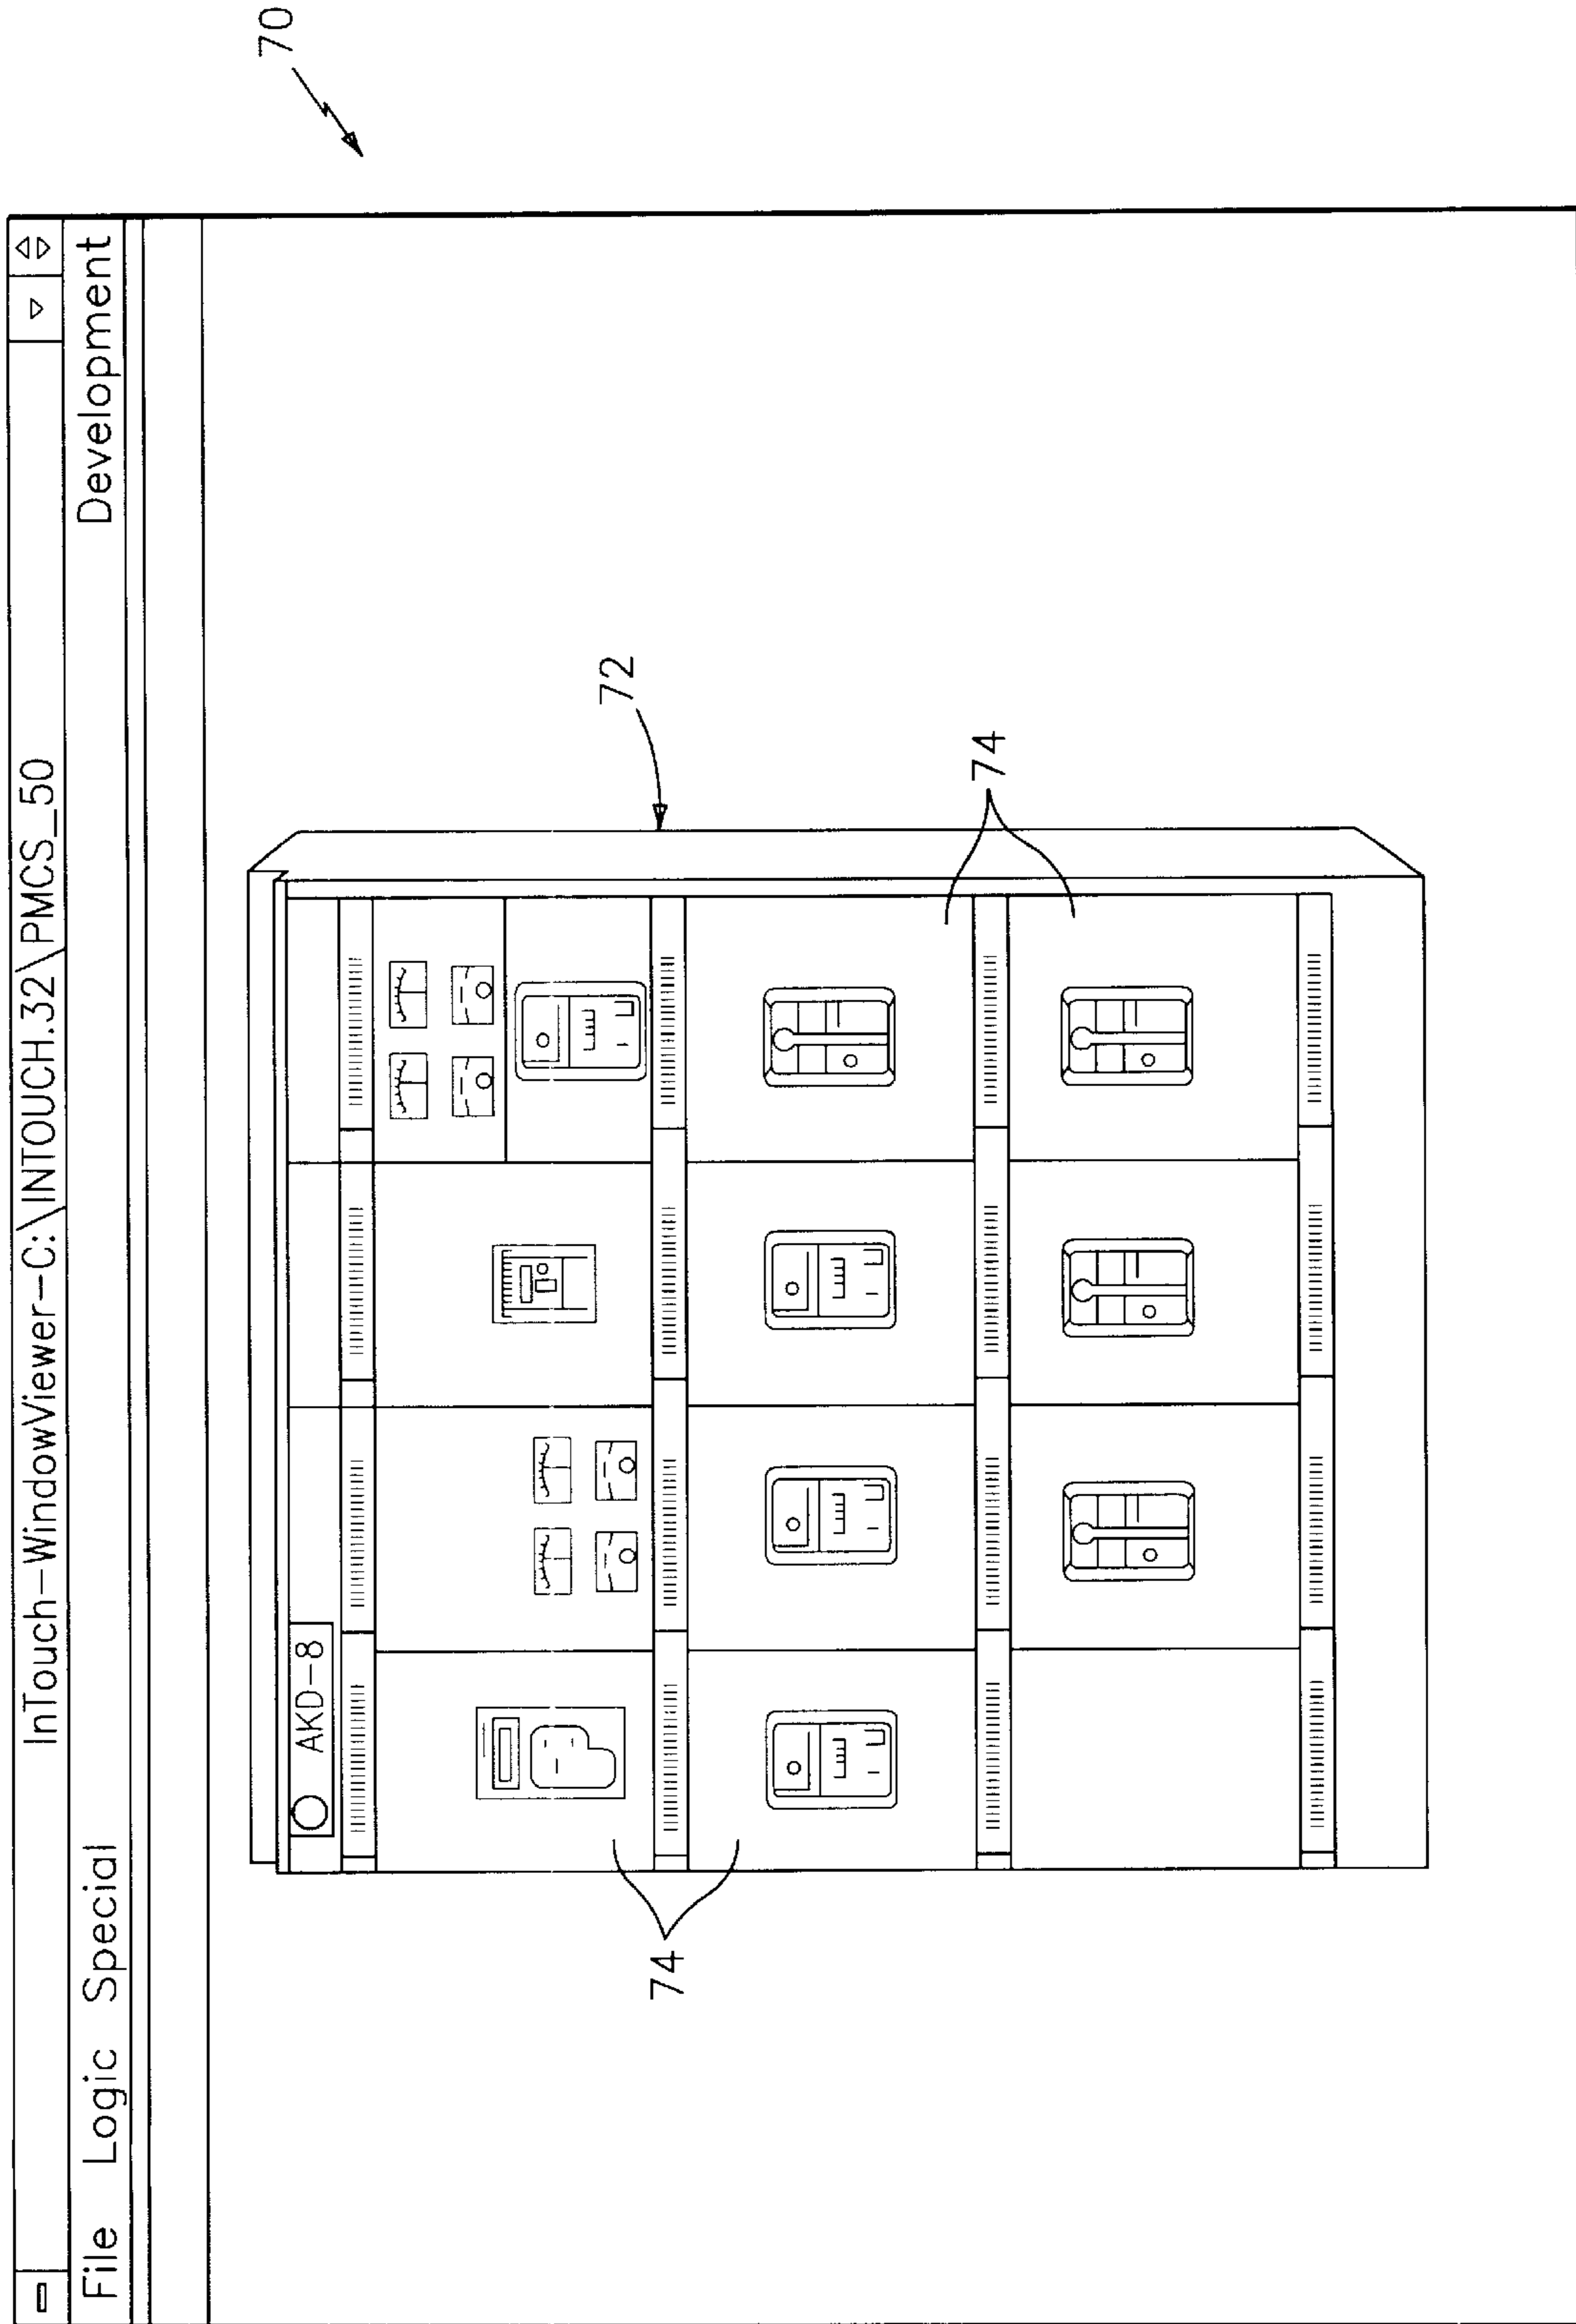 InTouch-WindowViewer-C:\INTOUCH.32\PMCS_50
File Logic Special Development
70
AKD-8
72
74
74